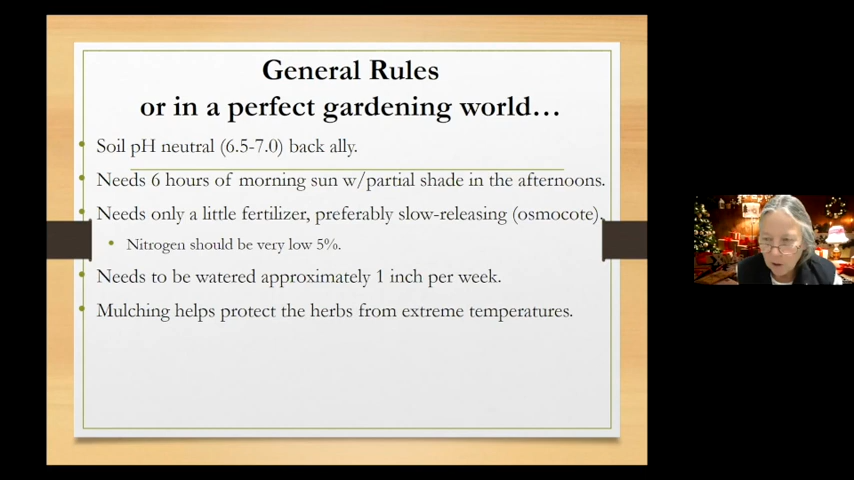 General Rules
or in a perfect gardening world…
• Soil pH neutral (6.5-7.0) back ally.
• Needs 6 hours of morning sun w/partial shade in the afternoons.
• Needs only a little fertilizer, preferably slow-releasing (osmocote).
• Nitrogen should be very low 5%.
• Needs to be watered approximately 1 inch per week.
• Mulching helps protect the herbs from extreme temperatures.